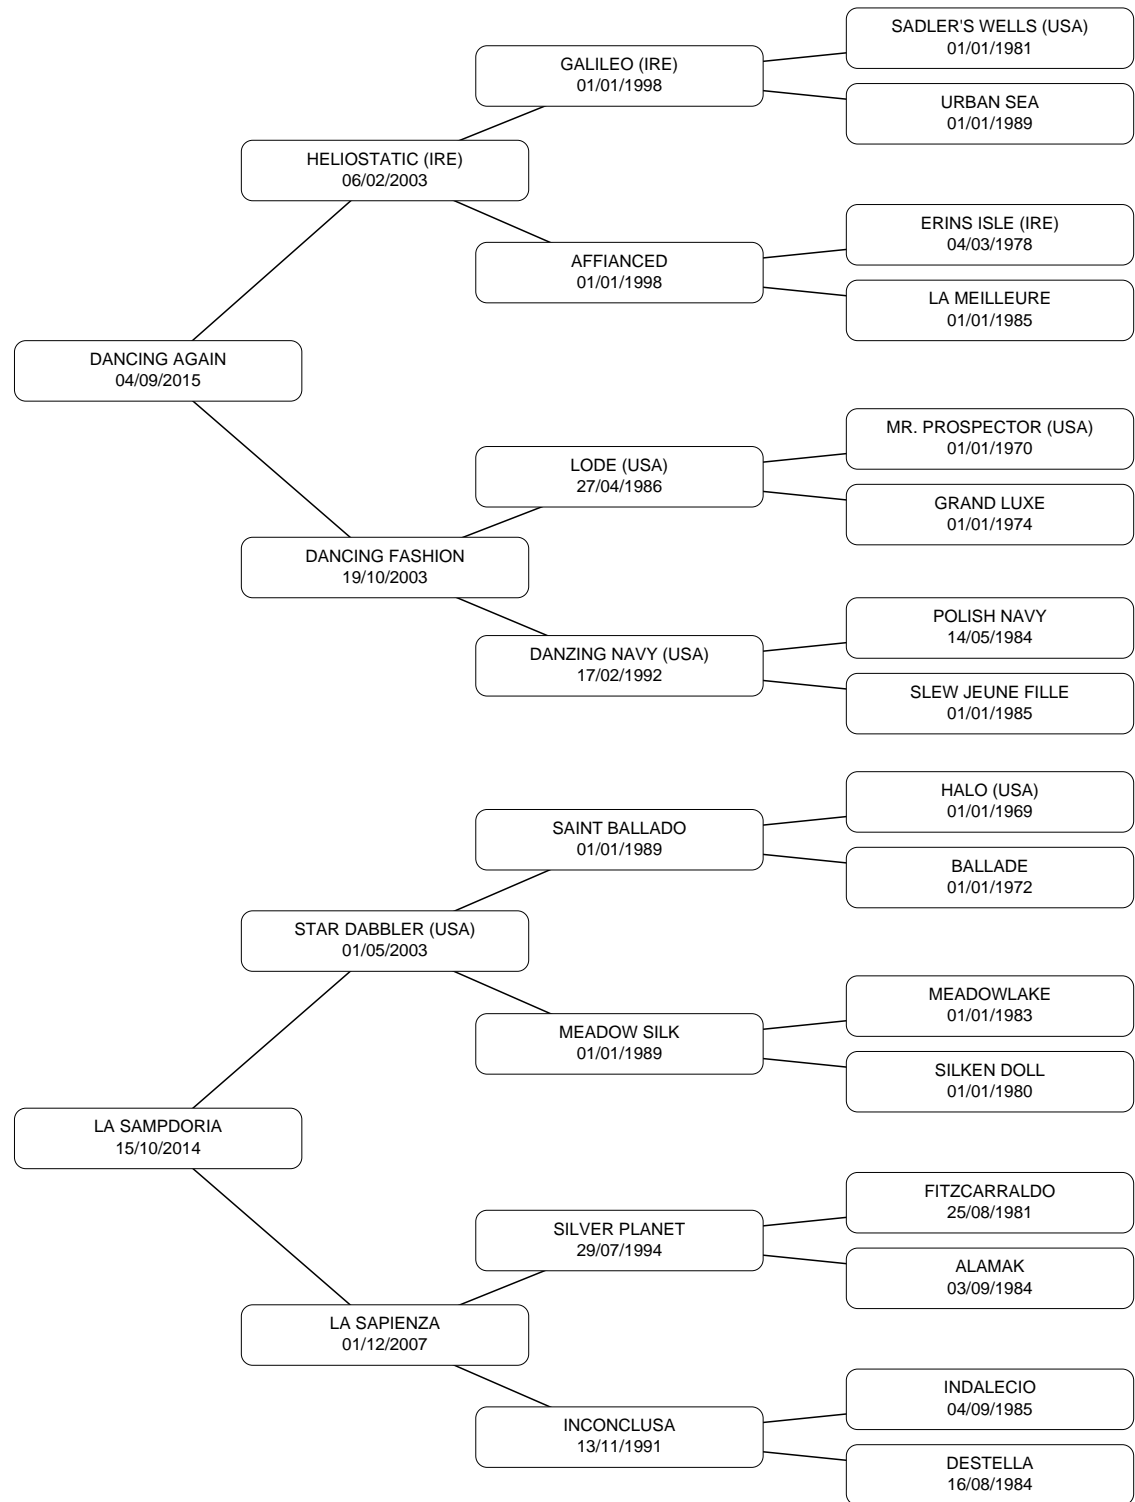 SADLER'S WELLS (USA)
01/01/1981
GALILEO (IRE)
01/01/1998
URBAN SEA
01/01/1989
HELIOSTATIC (IRE)
06/02/2003
ERINS ISLE (IRE)
04/03/1978
AFFIANCED
01/01/1998
LA MEILLEURE
01/01/1985
DANCING AGAIN
04/09/2015
MR. PROSPECTOR (USA)
01/01/1970
LODE (USA)
27/04/1986
GRAND LUXE
01/01/1974
DANCING FASHION
19/10/2003
POLISH NAVY
14/05/1984
DANZING NAVY (USA)
17/02/1992
SLEW JEUNE FILLE
01/01/1985
HALO (USA)
01/01/1969
SAINT BALLADO
01/01/1989
BALLADE
01/01/1972
STAR DABBLER (USA)
01/05/2003
MEADOWLAKE
01/01/1983
MEADOW SILK
01/01/1989
SILKEN DOLL
01/01/1980
LA SAMPDORIA
15/10/2014
FITZCARRALDO
25/08/1981
SILVER PLANET
29/07/1994
ALAMAK
03/09/1984
LA SAPIENZA
01/12/2007
INDALECIO
04/09/1985
INCONCLUSA
13/11/1991
DESTELLA
16/08/1984